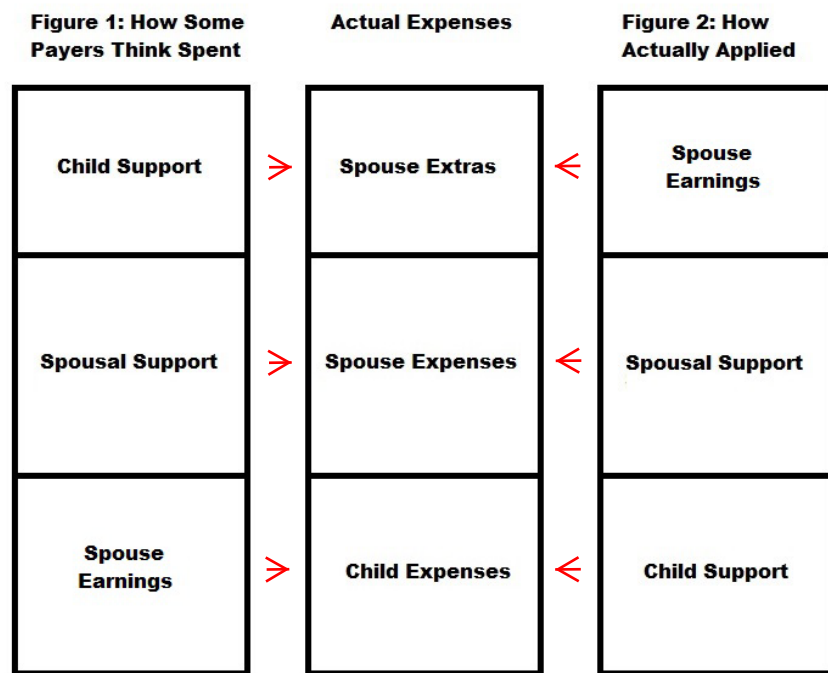 Figure 1: How Some
Payers Think Spent
Actual Expenses
Figure 2: How
Actually Applied
Child Support
Spouse Extras
Spouse
Earnings
Spousal Support
Spouse Expenses
Spousal Support
Spouse
Earnings
Child Expenses
Child Support